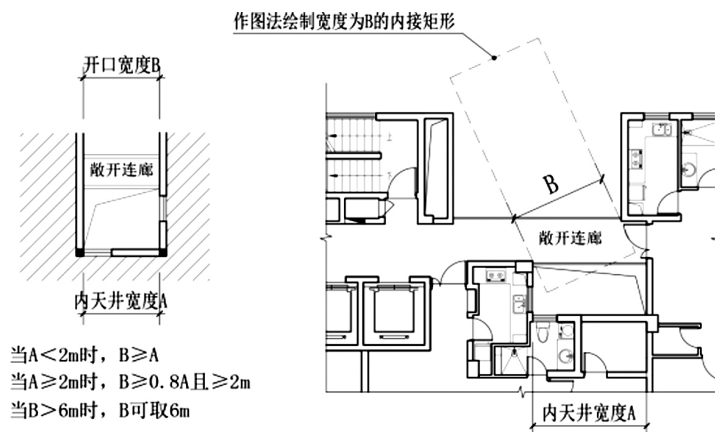 作图法绘制宽度为B的内接矩形
开口宽度B
敞开连廊
B
敞开连廊
内天井宽度A
当A＜2m时，B≥A
当A≥2m时，B≥0.8A且≥2m
当B＞6m时，B可取6m
内天井宽度A